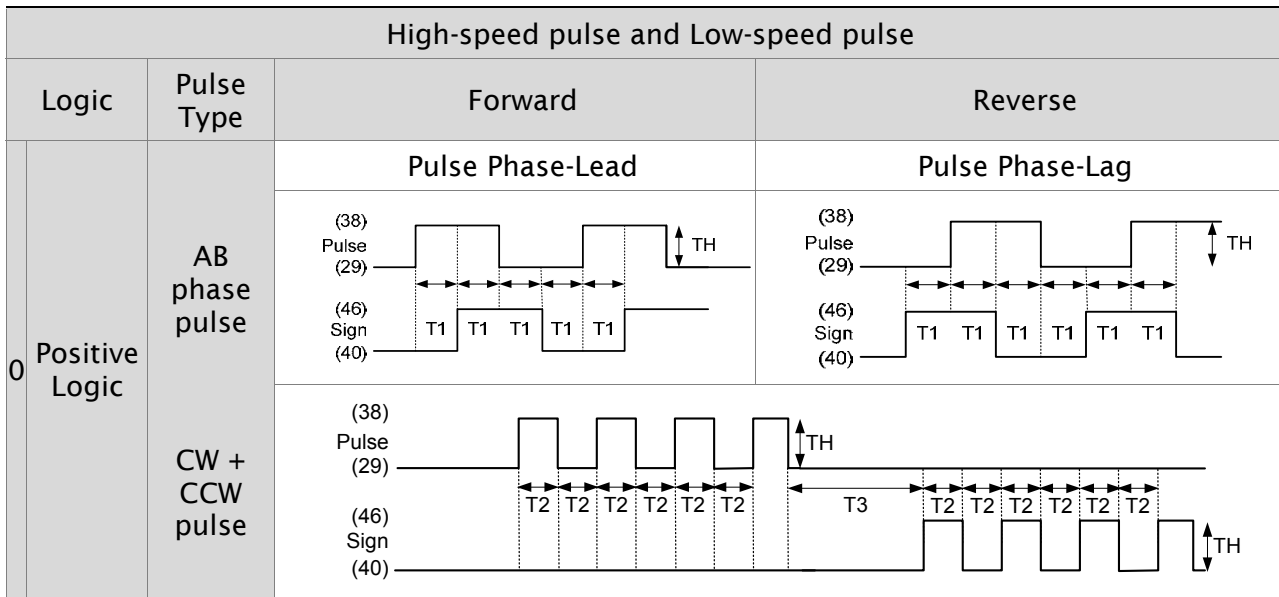 High-speed pulse and Low-speed pulse
Logic
Pulse
Type
Forward
Reverse
0
Positive
Logic
AB
phase
pulse
Pulse Phase-Lead
Pulse Phase-Lag
(38)
Pulse
(29)
TH
(46)
Sign
(40)
T1 T1 T1 T1 T1
(38)
Pulse
(29)
TH
(46)
Sign
(40)
T1 T1 T1 T1 T1 T1
CW +
CCW
pulse
(38)
Pulse
(29)
TH
T2 T2 T2 T2 T2 T2 T3 T2 T2 T2 T2 T2 T2
(46)
Sign
(40)
TH